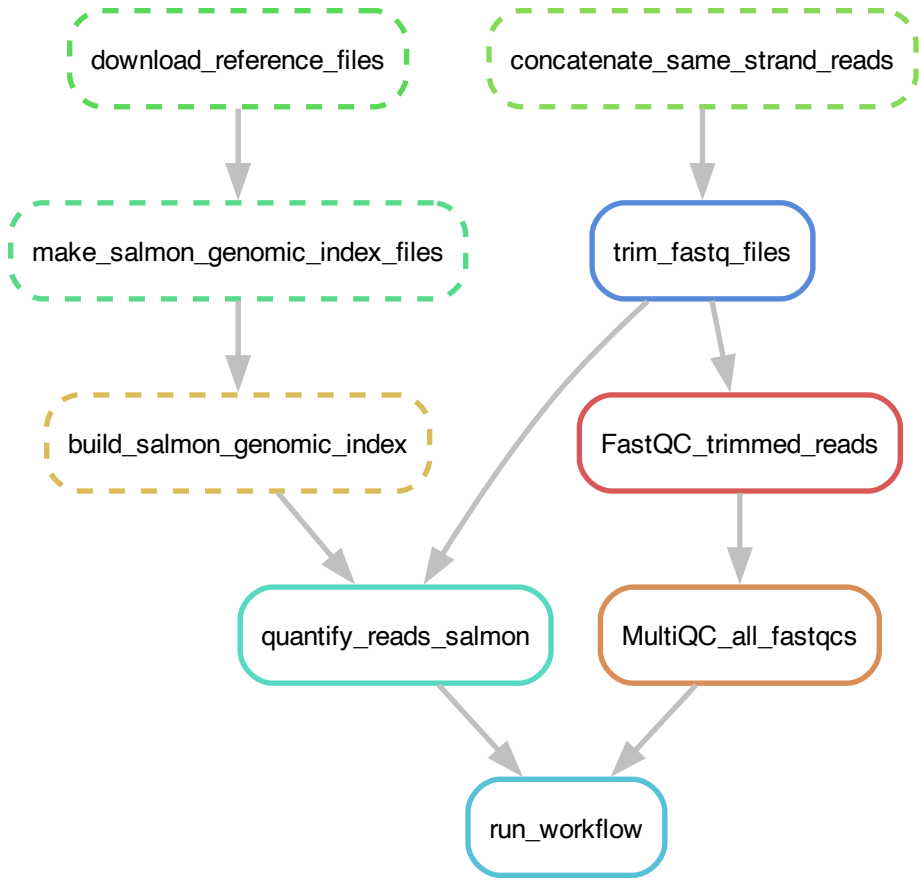 download_reference_files
concatenate_same_strand_reads
make_salmon_genomic_index_files
trim_fastq_files
build_salmon_genomic_index
FastQC_trimmed_reads
quantify_reads_salmon
MultiQC_all_fastqcs
run_workflow